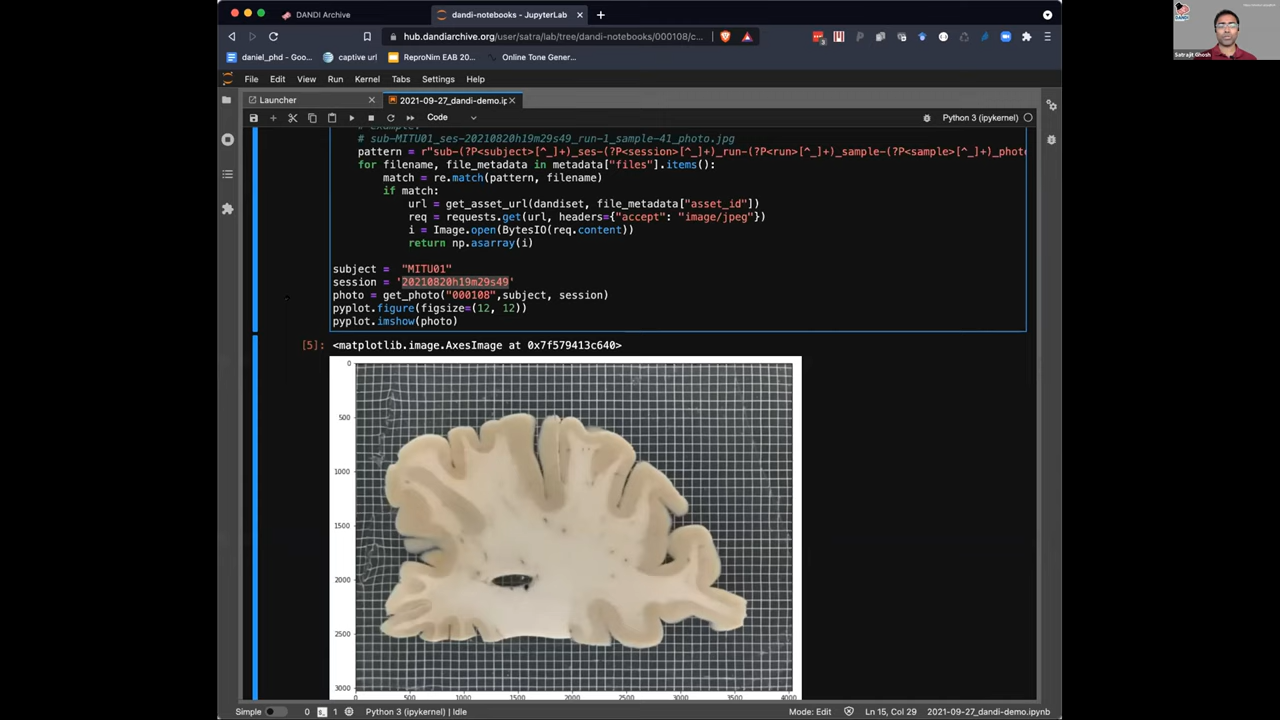 DANDI Archive
dandi-notebooks - JupyterLab
hub.dandiarchive.org/user/satra/lab/tree/dandi-notebooks/000108/c...
daniel_phd - Goo...
captive url
ReproNim EAB 20...
Online Tone Gener...
File Edit View Run Kernel Tabs Settings Help
Launcher
2021-09-27_dandi-demo.ip
Code
Python 3 (ipykernel)
# example:
# sub-MITU01_ses-20210820h19m29s49_run-1_sample-41_photo.jpg
pattern = r"sub-(?P<subject>[^_]+)_ses-(?P<session>[^_]+)_run-(?P<run>[^_]+)_sample-(?P<sample>[^_]+)_photo
for filename, file_metadata in metadata["files"].items():
match = re.match(pattern, filename)
if match:
url = get_asset_url(dandiset, file_metadata["asset_id"])
req = requests.get(url, headers={"accept": "image/jpeg"})
i = Image.open(BytesIO(req.content))
return np.asarray(i)
subject = "MITU01"
session = '20210820h19m29s49'
photo = get_photo("000108",subject, session)
pyplot.figure(figsize=(12, 12))
pyplot.imshow(photo)
[5]: <matplotlib.image.AxesImage at 0x7f579413c640>
0
500
1000
1500
2000
2500
3000
0 500 1000 1500 2000 2500 3000 3500 4000
Simple 0 1 Python 3 (ipykernel) | Idle
Mode: Edit Ln 15, Col 29 2021-09-27_dandi-demo.ipynb
Satrajit Ghosh